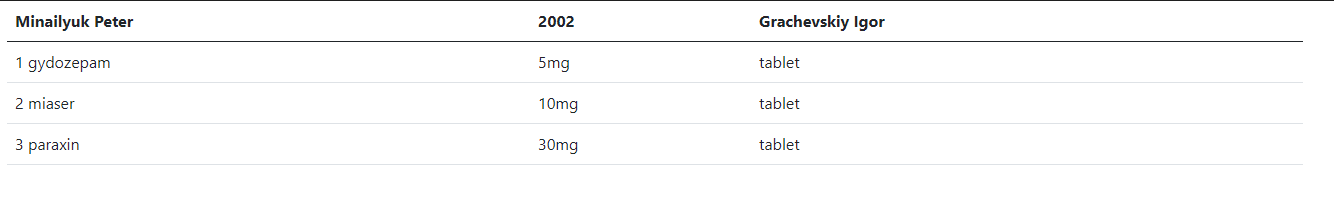 Minailyuk Peter 2002 Grachevskiy Igor
1 gydozepam 5mg tablet
2 miaser 10mg tablet
3 paraxin 30mg tablet